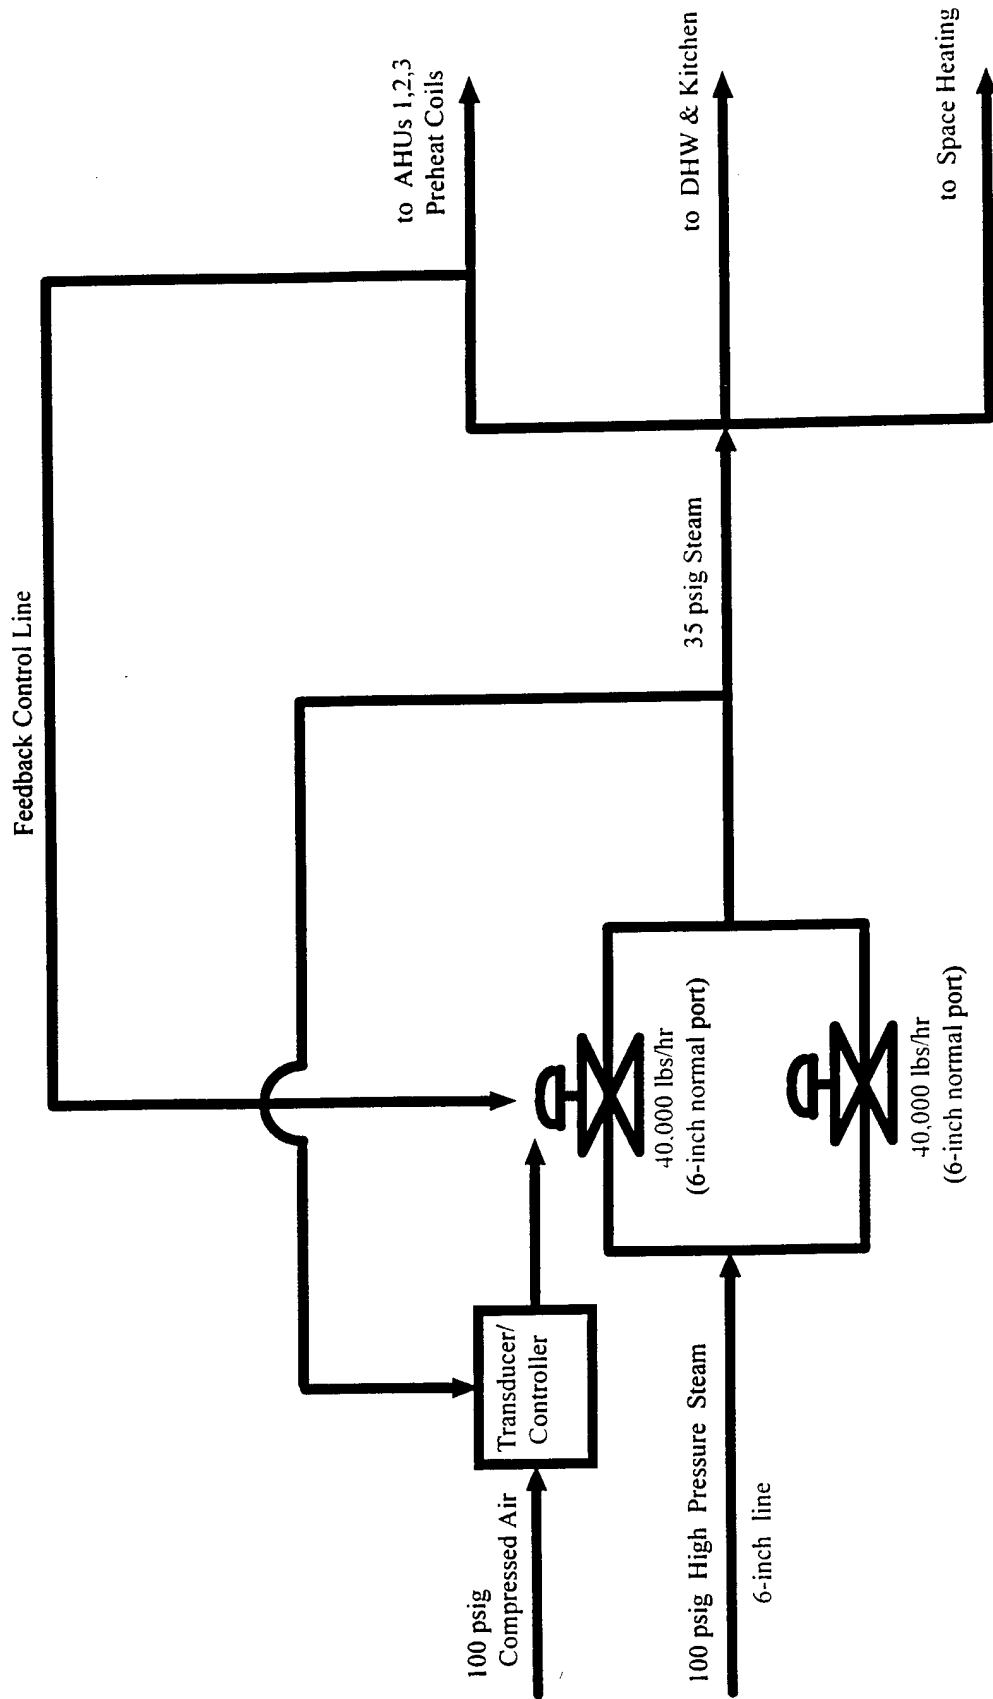 Feedback Control Line
to AHUs 1,2,3
Preheat Coils
to DHW & Kitchen
to Space Heating
35 psig Steam
100 psig
Compressed Air
Transducer/
Controller
40,000 lbs/hr
(6-inch normal port)
40,000 lbs/hr
(6-inch normal port)
100 psig High Pressure Steam
6-inch line